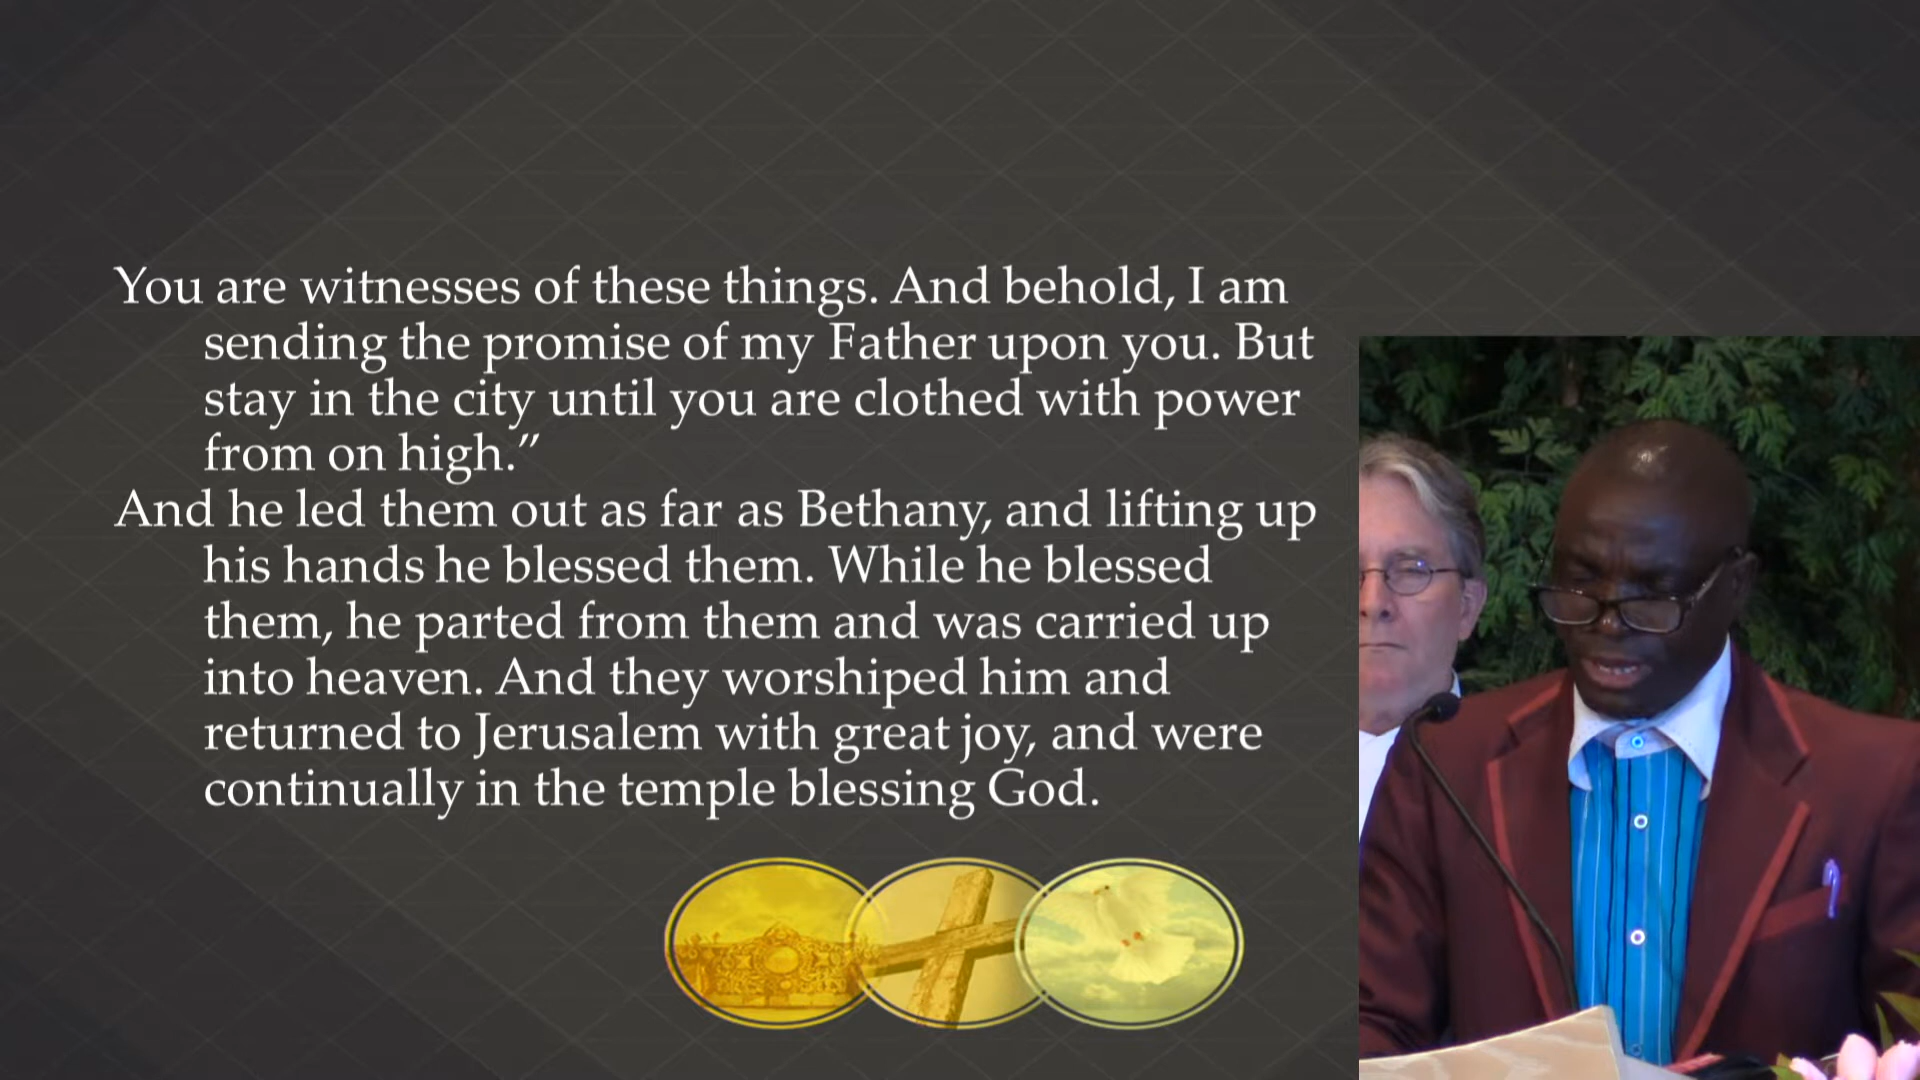 You are witnesses of these things. And behold, I am
sending the promise of my Father upon you. But
stay in the city until you are clothed with power
from on high.”
And he led them out as far as Bethany, and lifting up
his hands he blessed them. While he blessed
them, he parted from them and was carried up
into heaven. And they worshiped him and
returned to Jerusalem with great joy, and were
continually in the temple blessing God.